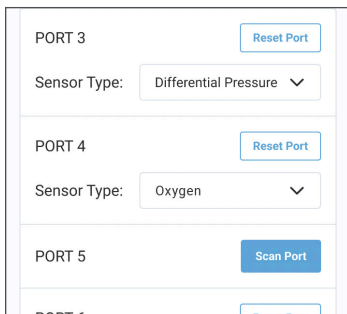 PORT 3
Reset Port
Sensor Type:
Differential Pressure
PORT 4
Reset Port
Sensor Type:
Oxygen
PORT 5
Scan Port